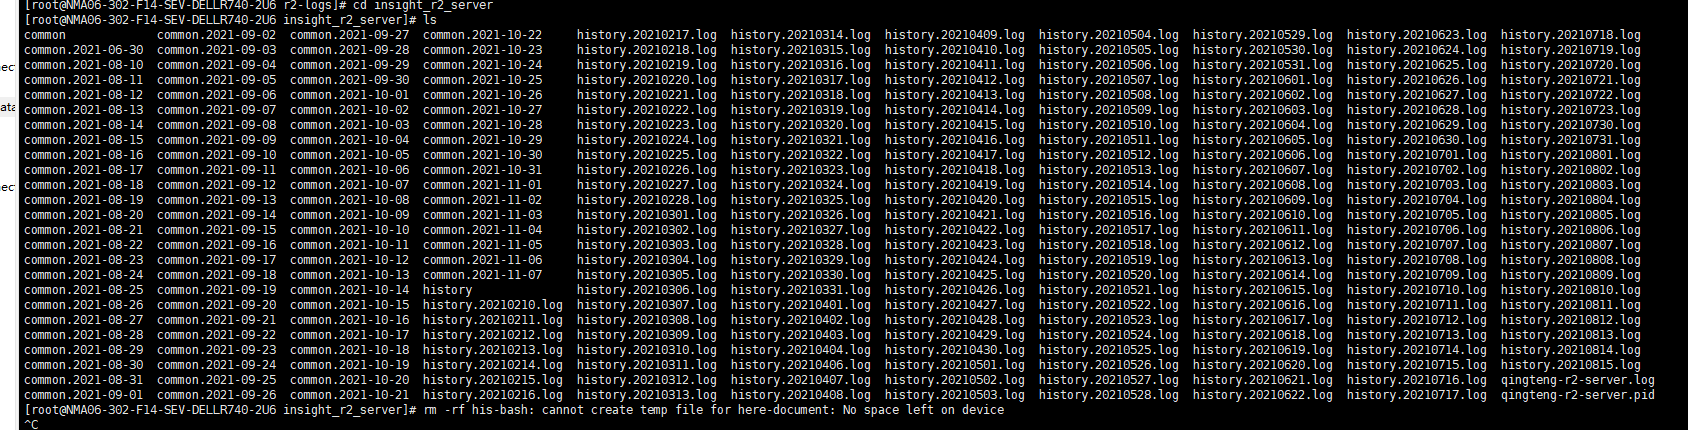 [root@NMA06-302-F14-SEV-DELLR740-2U6 r2-logs]# cd insight_r2_server
[root@NMA06-302-F14-SEV-DELLR740-2U6 insight_r2_server]# ls
common common.2021-09-02 common.2021-09-27 common.2021-10-22 history.20210217.log history.20210314.log history.20210409.log history.20210504.log history.20210529.log history.20210623.log history.20210718.log
common.2021-06-30 common.2021-09-03 common.2021-09-28 common.2021-10-23 history.20210218.log history.20210315.log history.20210410.log history.20210505.log history.20210530.log history.20210624.log history.20210719.log
common.2021-08-10 common.2021-09-04 common.2021-09-29 common.2021-10-24 history.20210219.log history.20210316.log history.20210411.log history.20210506.log history.20210531.log history.20210625.log history.20210720.log
common.2021-08-11 common.2021-09-05 common.2021-09-30 common.2021-10-25 history.20210220.log history.20210317.log history.20210412.log history.20210507.log history.20210601.log history.20210626.log history.20210721.log
common.2021-08-12 common.2021-09-06 common.2021-10-01 common.2021-10-26 history.20210221.log history.20210318.log history.20210413.log history.20210508.log history.20210602.log history.20210627.log history.20210722.log
common.2021-08-13 common.2021-09-07 common.2021-10-02 common.2021-10-27 history.20210222.log history.20210319.log history.20210414.log history.20210509.log history.20210603.log history.20210628.log history.20210723.log
common.2021-08-14 common.2021-09-08 common.2021-10-03 common.2021-10-28 history.20210223.log history.20210320.log history.20210415.log history.20210510.log history.20210604.log history.20210629.log history.20210730.log
common.2021-08-15 common.2021-09-09 common.2021-10-04 common.2021-10-29 history.20210224.log history.20210321.log history.20210416.log history.20210511.log history.20210605.log history.20210630.log history.20210731.log
common.2021-08-16 common.2021-09-10 common.2021-10-05 common.2021-10-30 history.20210225.log history.20210322.log history.20210417.log history.20210512.log history.20210606.log history.20210701.log history.20210801.log
common.2021-08-17 common.2021-09-11 common.2021-10-06 common.2021-10-31 history.20210226.log history.20210323.log history.20210418.log history.20210513.log history.20210607.log history.20210702.log history.20210802.log
common.2021-08-18 common.2021-09-12 common.2021-10-07 common.2021-11-01 history.20210227.log history.20210324.log history.20210419.log history.20210514.log history.20210608.log history.20210703.log history.20210803.log
common.2021-08-19 common.2021-09-13 common.2021-10-08 common.2021-11-02 history.20210228.log history.20210325.log history.20210420.log history.20210515.log history.20210609.log history.20210704.log history.20210804.log
common.2021-08-20 common.2021-09-14 common.2021-10-09 common.2021-11-03 history.20210301.log history.20210326.log history.20210421.log history.20210516.log history.20210610.log history.20210705.log history.20210805.log
common.2021-08-21 common.2021-09-15 common.2021-10-10 common.2021-11-04 history.20210302.log history.20210327.log history.20210422.log history.20210517.log history.20210611.log history.20210706.log history.20210806.log
common.2021-08-22 common.2021-09-16 common.2021-10-11 common.2021-11-05 history.20210303.log history.20210328.log history.20210423.log history.20210518.log history.20210612.log history.20210707.log history.20210807.log
common.2021-08-23 common.2021-09-17 common.2021-10-12 common.2021-11-06 history.20210304.log history.20210329.log history.20210424.log history.20210519.log history.20210613.log history.20210708.log history.20210808.log
common.2021-08-24 common.2021-09-18 common.2021-10-13 common.2021-11-07 history.20210305.log history.20210330.log history.20210425.log history.20210520.log history.20210614.log history.20210709.log history.20210809.log
common.2021-08-25 common.2021-09-19 common.2021-10-14 history history.20210306.log history.20210331.log history.20210426.log history.20210521.log history.20210615.log history.20210710.log history.20210810.log
common.2021-08-26 common.2021-09-20 common.2021-10-15 history.20210210.log history.20210307.log history.20210401.log history.20210427.log history.20210522.log history.20210616.log history.20210711.log history.20210811.log
common.2021-08-27 common.2021-09-21 common.2021-10-16 history.20210211.log history.20210308.log history.20210402.log history.20210428.log history.20210523.log history.20210617.log history.20210712.log history.20210812.log
common.2021-08-28 common.2021-09-22 common.2021-10-17 history.20210212.log history.20210309.log history.20210403.log history.20210429.log history.20210524.log history.20210618.log history.20210713.log history.20210813.log
common.2021-08-29 common.2021-09-23 common.2021-10-18 history.20210213.log history.20210310.log history.20210404.log history.20210430.log history.20210525.log history.20210619.log history.20210714.log history.20210814.log
common.2021-08-30 common.2021-09-24 common.2021-10-19 history.20210214.log history.20210311.log history.20210406.log history.20210501.log history.20210526.log history.20210620.log history.20210715.log history.20210815.log
common.2021-08-31 common.2021-09-25 common.2021-10-20 history.20210215.log history.20210312.log history.20210407.log history.20210502.log history.20210527.log history.20210621.log history.20210716.log qingteng-r2-server.log
common.2021-09-01 common.2021-09-26 common.2021-10-21 history.20210216.log history.20210313.log history.20210408.log history.20210503.log history.20210528.log history.20210622.log history.20210717.log qingteng-r2-server.pid
[root@NMA06-302-F14-SEV-DELLR740-2U6 insight_r2_server]# rm -rf his-bash: cannot create temp file for here-document: No space left on device
^C